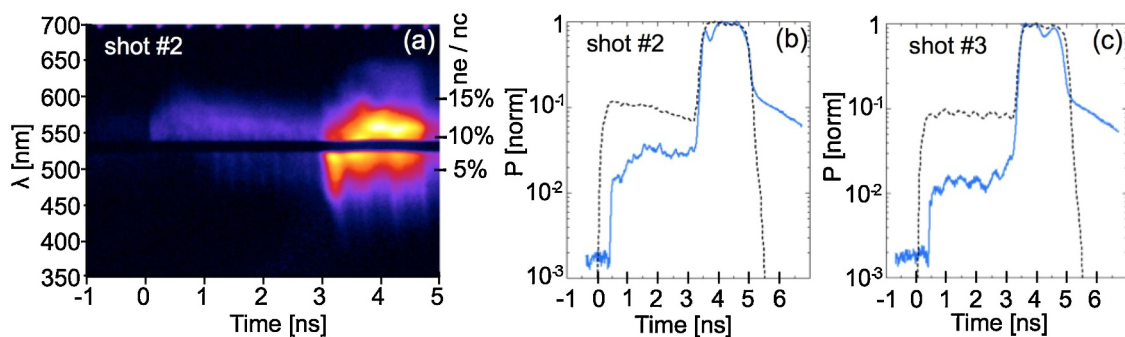 700
650
600
550
500
450
400
350
λ [nm]
shot #2
(a)
ne / nc
15%
10%
5%
-1 0 1 2 3 4 5
Time [ns]
P [norm]
1
10-1
10-2
10-3
shot #2
(b)
-1 0 1 2 3 4 5 6
Time [ns]
P [norm]
1
10-1
10-2
10-3
shot #3
(c)
-1 0 1 2 3 4 5 6
Time [ns]